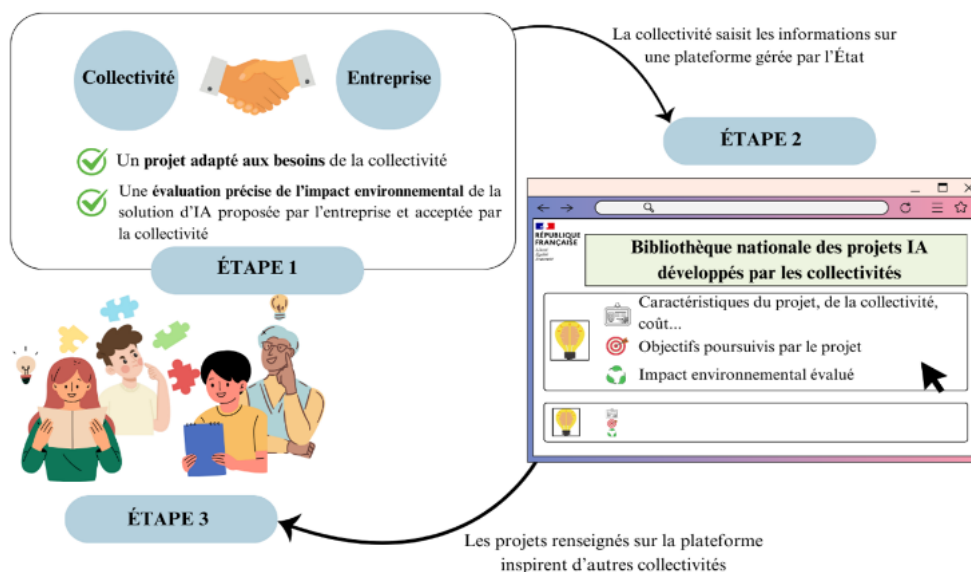 Collectivité
Entreprise
Un projet adapté aux besoins de la collectivité
Une évaluation précise de l'impact environnemental de la
solution d'IA proposée par l'entreprise et acceptée par
la collectivité
ÉTAPE 1
La collectivité saisit les informations sur
une plateforme gérée par l'État
ÉTAPE 2
RÉPUBLIQUE
FRANÇAISE
Bibliothèque nationale des projets IA
développés par les collectivités
Caractéristiques du projet, de la collectivité,
coût...
Objectifs poursuivis par le projet
Impact environnemental évalué
ÉTAPE 3
Les projets renseignés sur la plateforme
inspirent d'autres collectivités